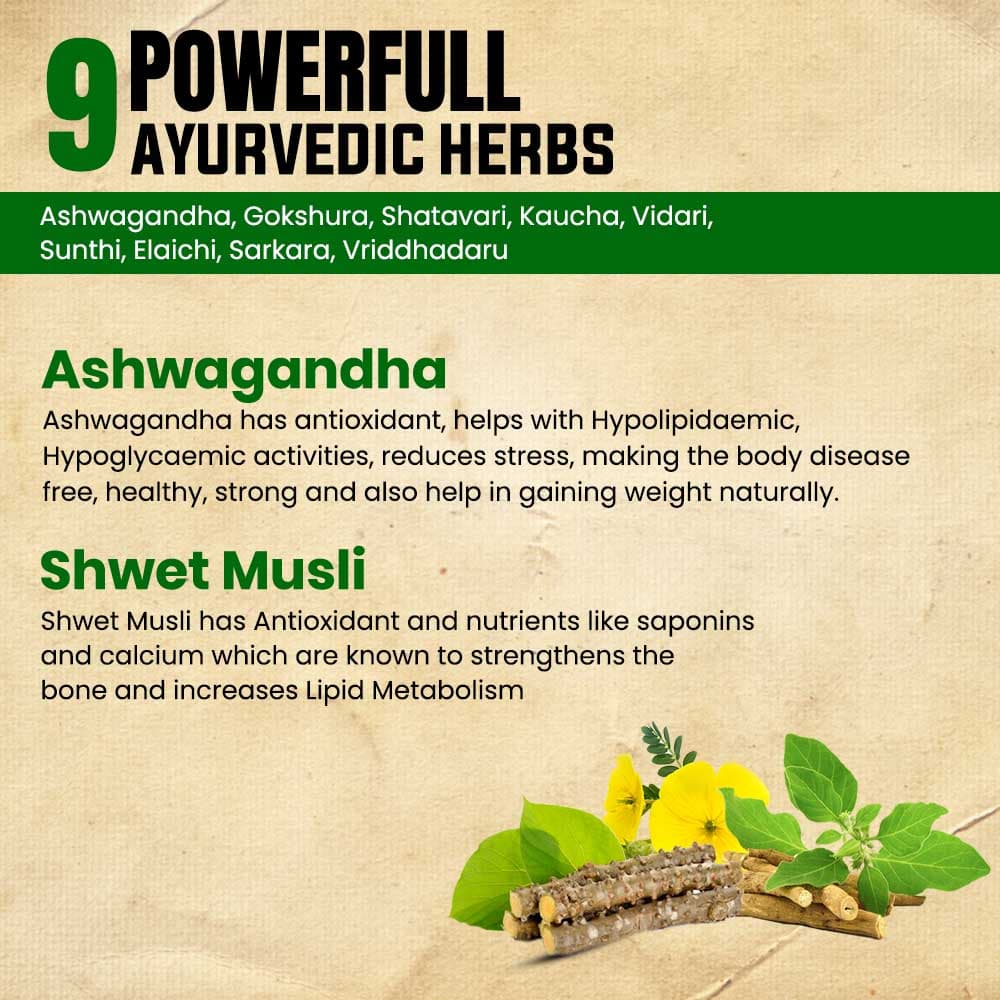 9 POWERFULL
AYURVEDIC HERBS
Ashwagandha, Gokshura, Shatavari, Kaucha, Vidari,
Sunthi, Elaichi, Sarkara, Vriddhadaru
Ashwagandha
Ashwagandha has antioxidant, helps with Hypolipidaemic,
Hypoglycaemic activities, reduces stress, making the body disease
free, healthy, strong and also help in gaining weight naturally.
Shwet Musli
Shwet Musli has Antioxidant and nutrients like saponins
and calcium which are known to strengthens the
bone and increases Lipid Metabolism